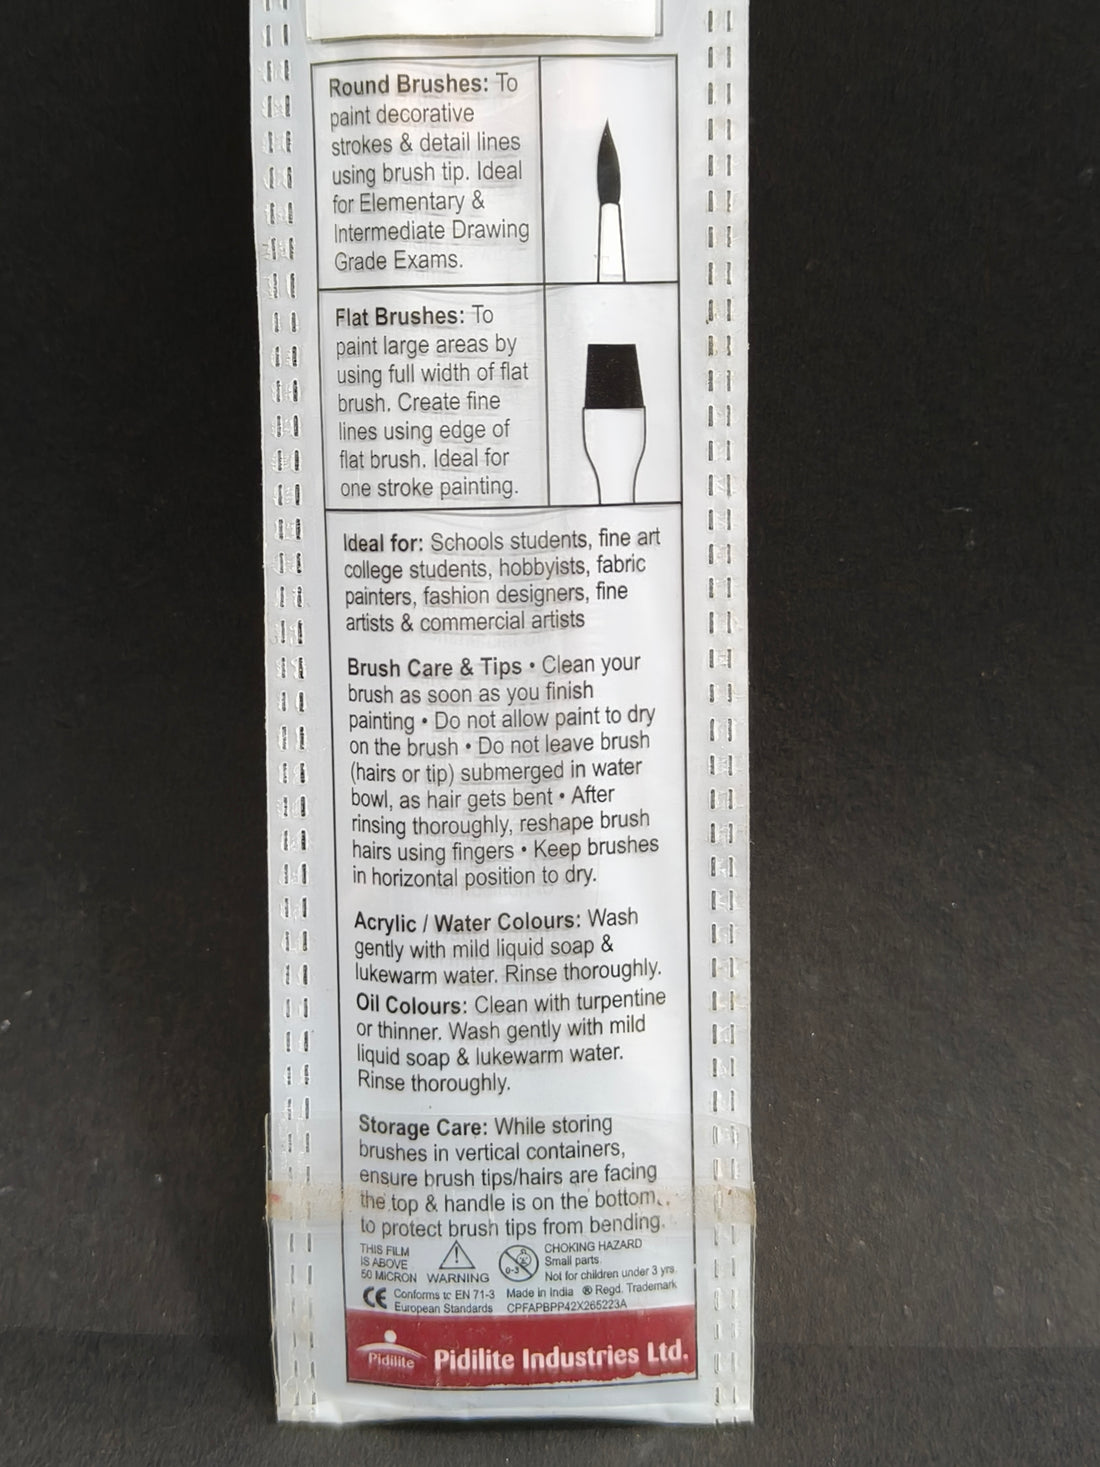 Round Brushes: To
paint decorative
strokes & detail lines
using brush tip. Ideal
for Elementary &
Intermediate Drawing
Grade Exams.
Flat Brushes: To
paint large areas by
using full width of flat
brush. Create fine
lines using edge of
flat brush. Ideal for
one stroke painting.
Ideal for: Schools students, fine art
college students, hobbyists, fabric
painters, fashion designers, fine
artists & commercial artists
Brush Care & Tips • Clean your
brush as soon as you finish
painting • Do not allow paint to dry
on the brush • Do not leave brush
(hairs or tip) submerged in water
bowl, as hair gets bent • After
rinsing thoroughly, reshape brush
hairs using fingers • Keep brushes
in horizontal position to dry.
Acrylic / Water Colours: Wash
gently with mild liquid soap &
lukewarm water. Rinse thoroughly.
Oil Colours: Clean with turpentine
or thinner. Wash gently with mild
liquid soap & lukewarm water.
Rinse thoroughly.
Storage Care: While storing
brushes in vertical containers,
ensure brush tips/hairs are facing
the top & handle is on the bottom,
to protect brush tips from bending.
THIS FILM
IS ABOVE
50 MICRON
WARNING
0-3
CHOKING HAZARD
Small parts.
Not for children under 3 yrs.
CE Conforms to EN 71-3 Made in India ® Regd. Trademark
European Standards CPFAPBPP42X265223A
Pidilite Pidilite Industries Ltd.